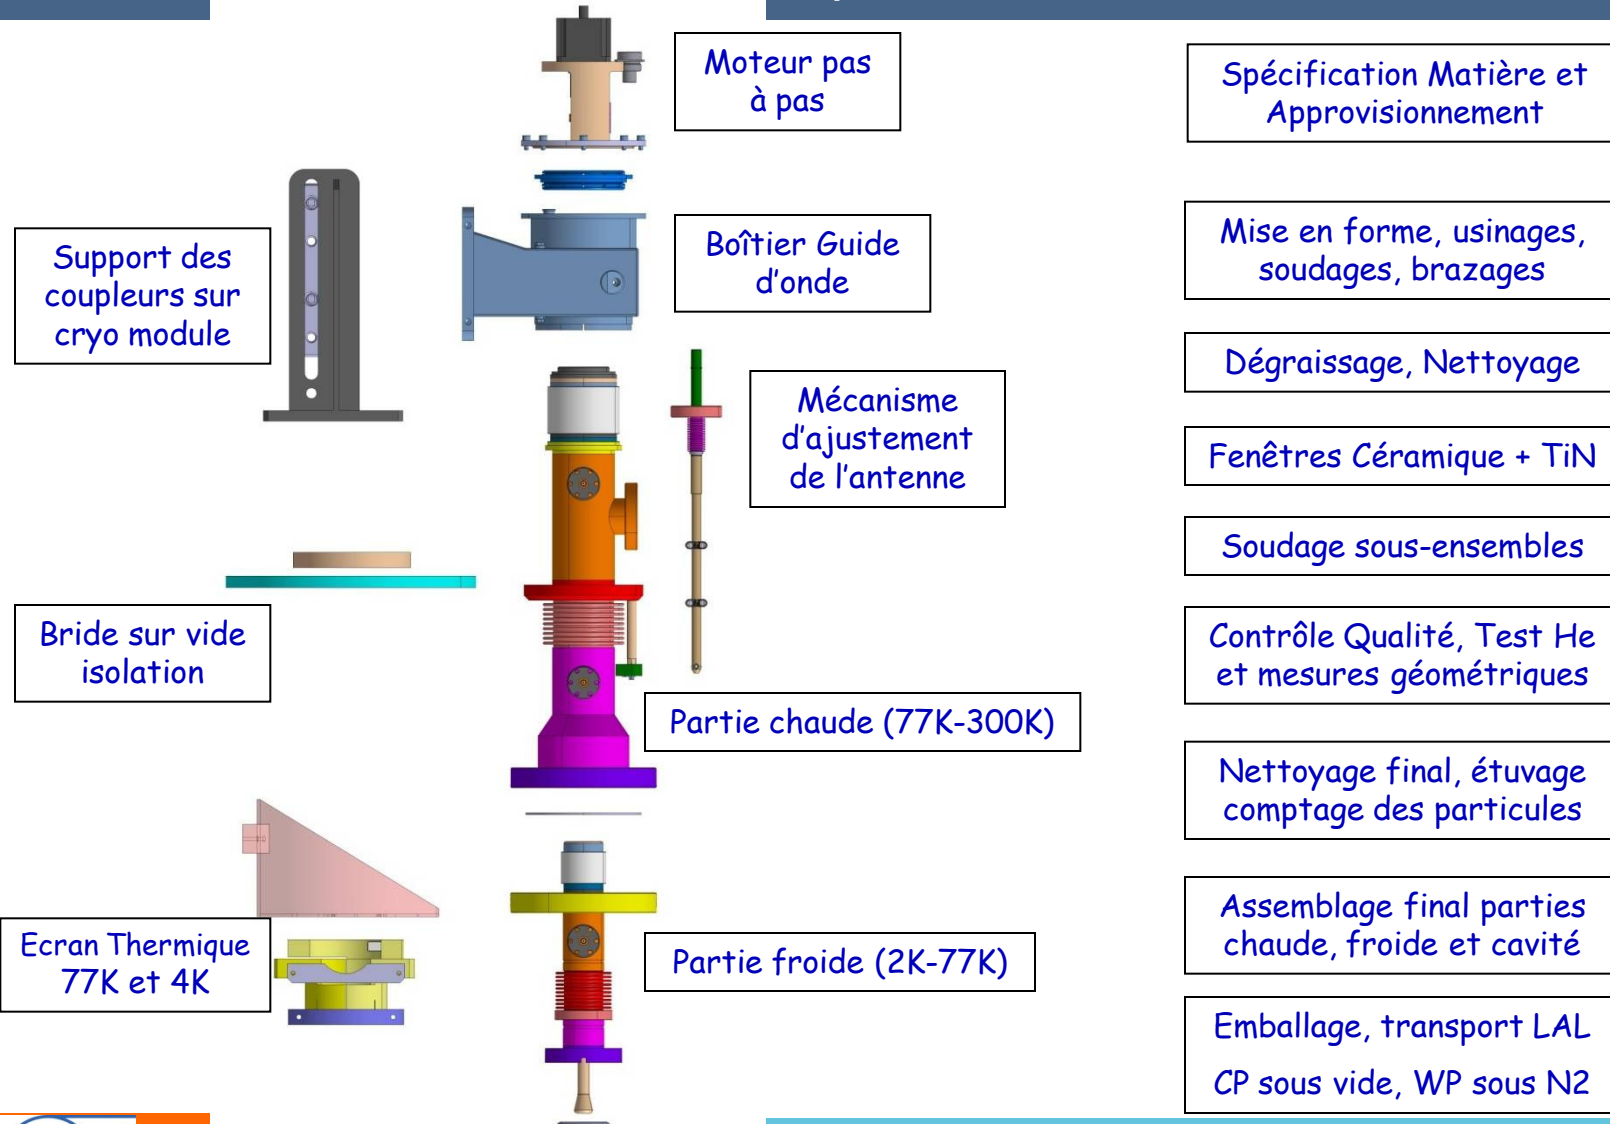 Moteur pas
à pas
Boîtier Guide
d'onde
Support des
coupleurs sur
cryo module
Mécanisme
d'ajustement
de l'antenne
Bride sur vide
isolation
Partie chaude (77K-300K)
Ecran Thermique
77K et 4K
Partie froide (2K-77K)
Spécification Matière et
Approvisionnement
Mise en forme, usinages,
soudages, brazages
Dégraissage, Nettoyage
Fenêtres Céramique + TiN
Soudage sous-ensembles
Contrôle Qualité, Test He
et mesures géométriques
Nettoyage final, étuvage
comptage des particules
Assemblage final parties
chaude, froide et cavité
Emballage, transport LAL
CP sous vide, WP sous N2